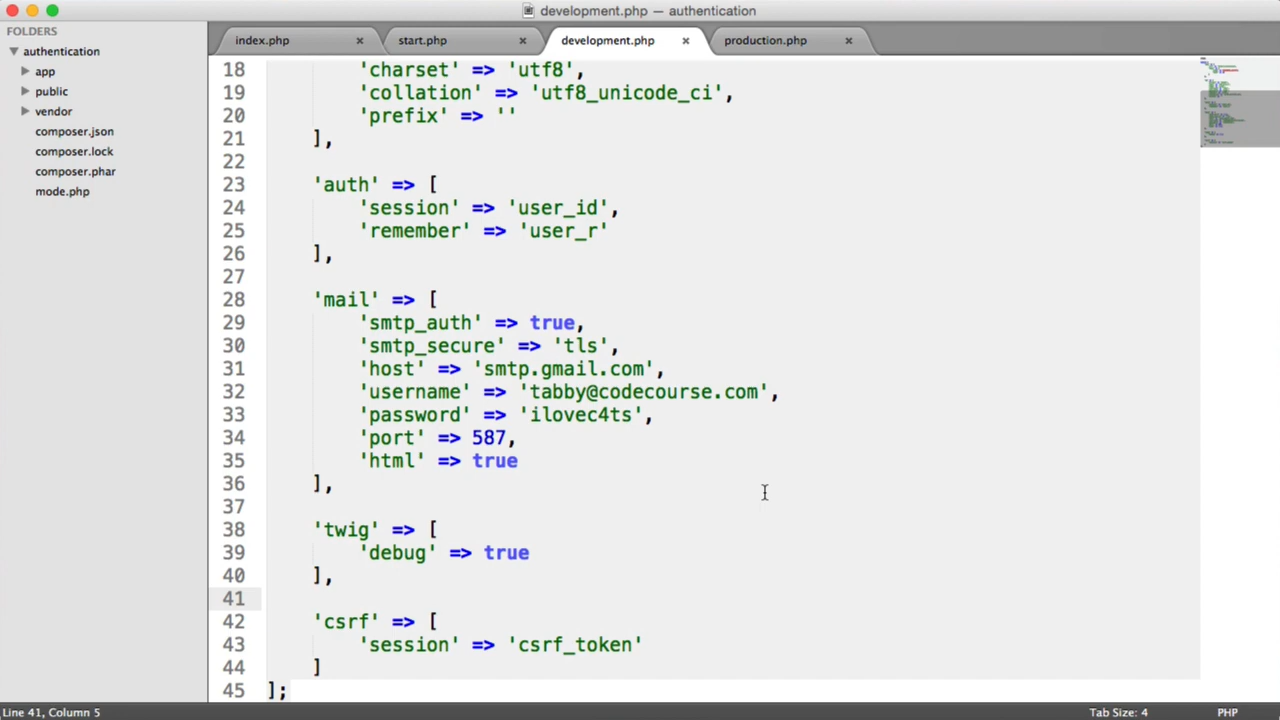 development.php — authentication
FOLDERS
authentication
app
public
vendor
composer.json
composer.lock
composer.phar
mode.php
index.php ×
start.php ×
development.php ×
production.php ×
18 'charset' => 'utf8',
19 'collation' => 'utf8_unicode_ci',
20 'prefix' => ''
21 ],
22
23 'auth' => [
24 'session' => 'user_id',
25 'remember' => 'user_r'
26 ],
27
28 'mail' => [
29 'smtp_auth' => true,
30 'smtp_secure' => 'tls',
31 'host' => 'smtp.gmail.com',
32 'username' => 'tabby@codecourse.com',
33 'password' => 'ilovec4ts',
34 'port' => 587,
35 'html' => true
36 ],
37
38 'twig' => [
39 'debug' => true
40 ],
41
42 'csrf' => [
43 'session' => 'csrf_token'
44 ]
45 ];
Line 41, Column 5
Tab Size: 4
PHP